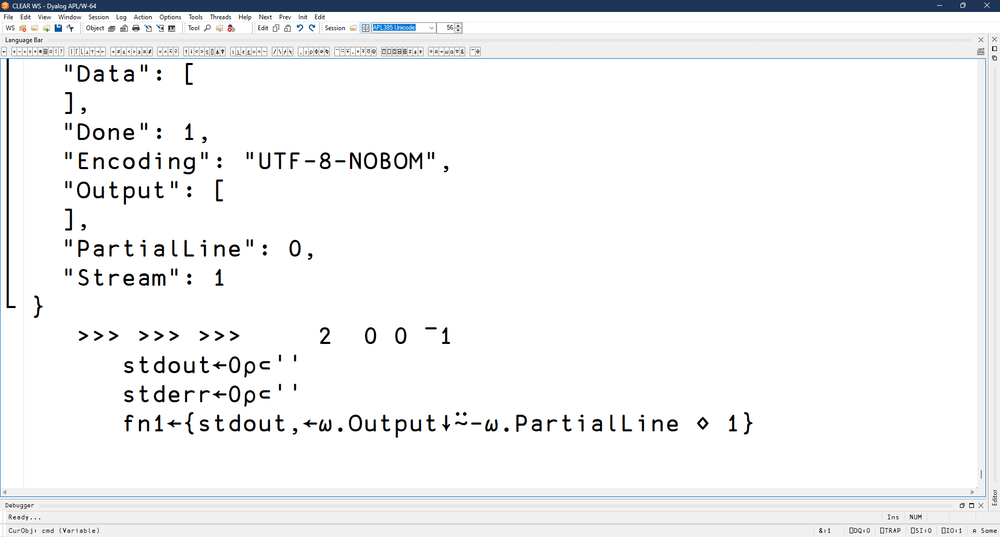 CLEAR WS - Dyalog APL/W-64
File Edit View Window Session Log Action Options Tools Threads Help Next Prev Init Edit
WS Object Tool Edit Session APL385 Unicode 56
Language Bar
"Data": [
],
"Done": 1,
"Encoding": "UTF-8-NOBOM",
"Output": [
],
"PartialLine": 0,
"Stream": 1
}
>>> >>> >>> 2 0 0 ¯1
stdout←0⍴⊂''
stderr←0⍴⊂''
fn1←{stdout,←⍵.Output↓⍨-⍵.PartialLine ⋄ 1}
Editor
Debugger
Ready...
Ins NUM
CurObj: cmd (Variable)
&:1 ⎕DQ:0 ⎕TRAP ⎕SI:0 ⎕IO:1 ⍝ Some